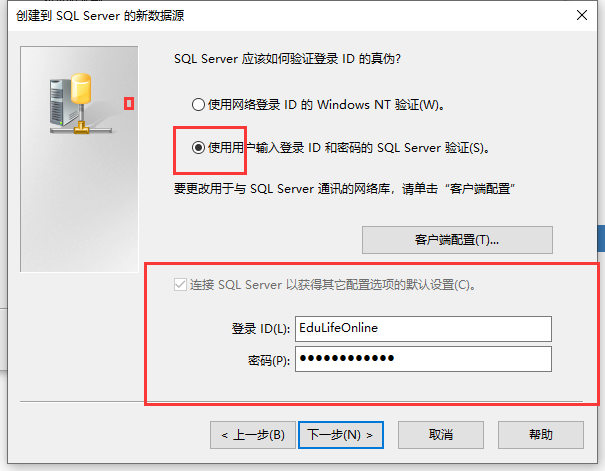 创建到 SQL Server 的新数据源
SQL Server 应该如何验证登录 ID 的真伪?
使用网络登录 ID 的 Windows NT 验证(W)。
使用用户输入登录 ID 和密码的 SQL Server 验证(S)。
要更改用于与 SQL Server 通讯的网络库，请单击“客户端配置”
客户端配置(T)...
连接 SQL Server 以获得其它配置选项的默认设置(C)。
登录 ID(L):
EduLifeOnline
密码(P):
●●●●●●●●●●●●
< 上一步(B)
下一步(N) >
取消
帮助